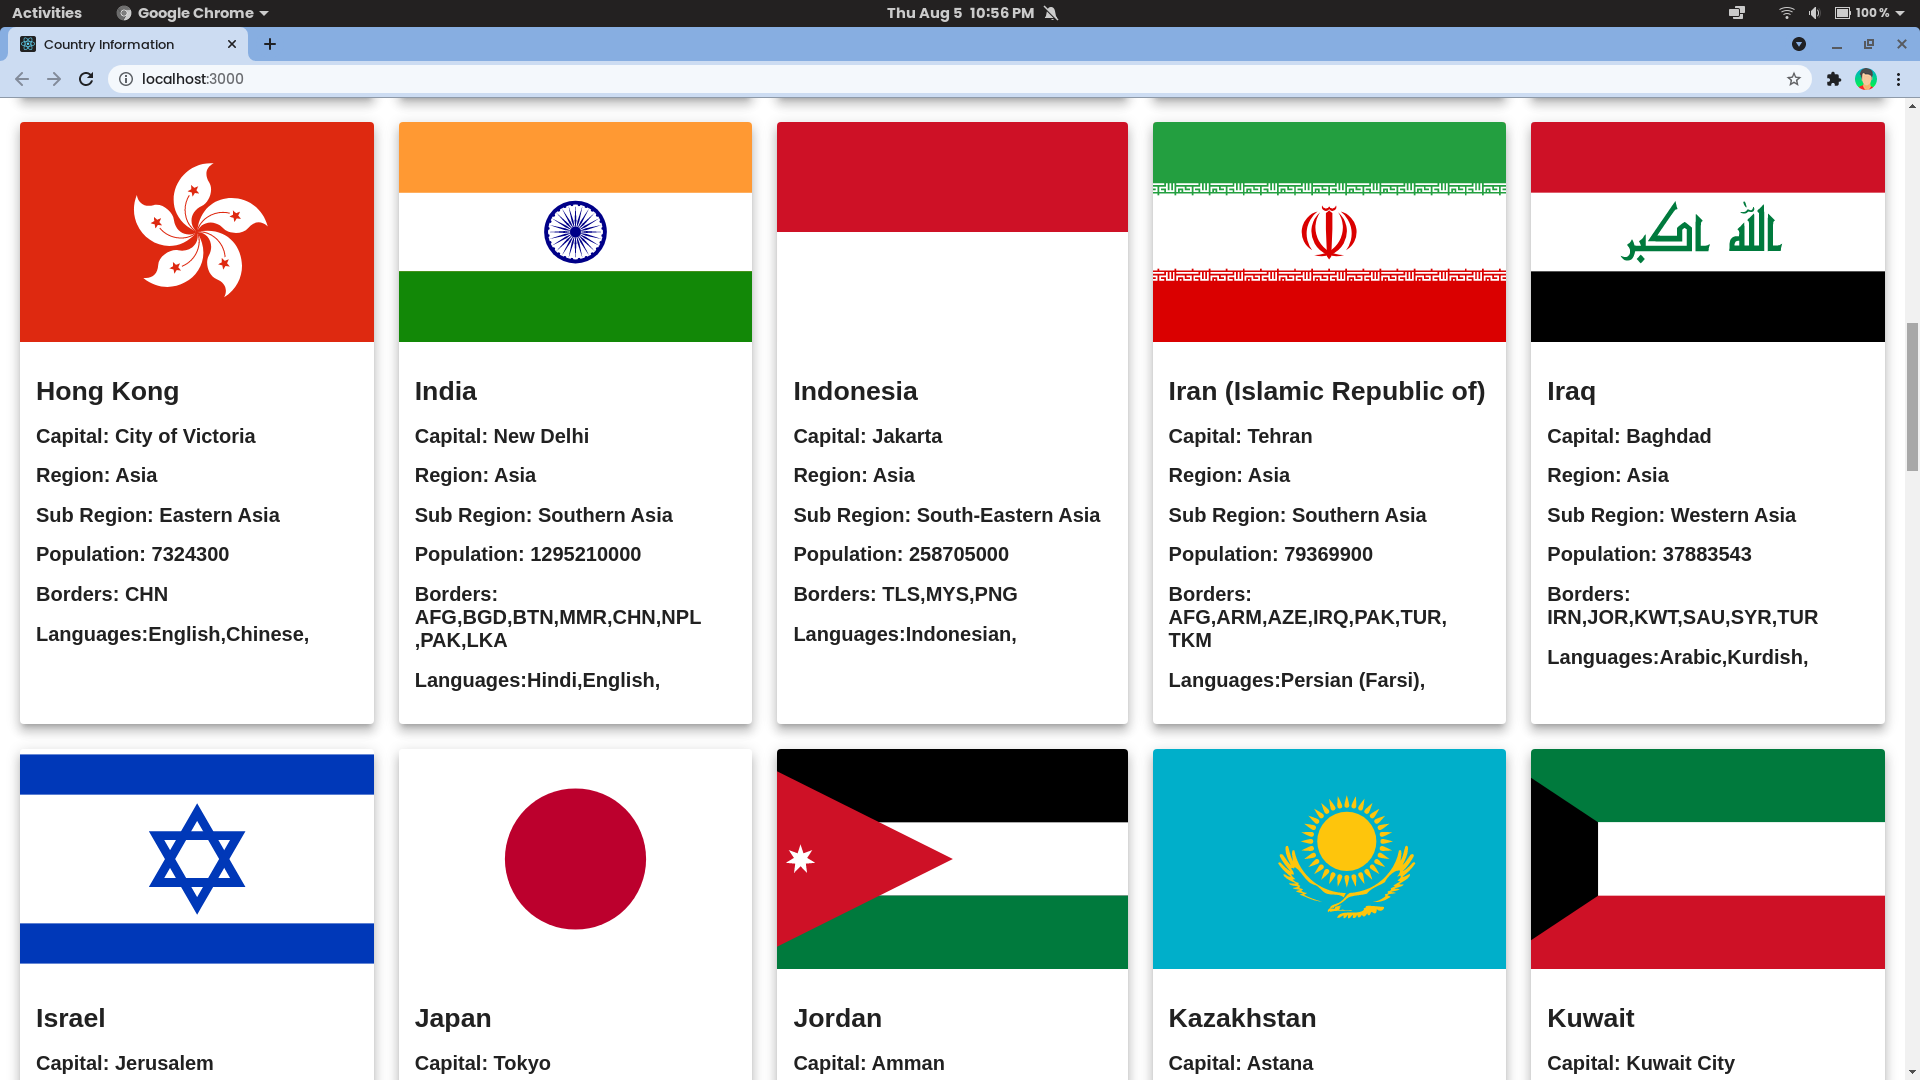 Activities
Google Chrome
Thu Aug 5 10:56 PM
100 %
Country Information
localhost:3000
الله اكبر
Hong Kong
Capital: City of Victoria
Region: Asia
Sub Region: Eastern Asia
Population: 7324300
Borders: CHN
Languages:English,Chinese,
India
Capital: New Delhi
Region: Asia
Sub Region: Southern Asia
Population: 1295210000
Borders:
AFG,BGD,BTN,MMR,CHN,NPL
,PAK,LKA
Languages:Hindi,English,
Indonesia
Capital: Jakarta
Region: Asia
Sub Region: South-Eastern Asia
Population: 258705000
Borders: TLS,MYS,PNG
Languages:Indonesian,
Iran (Islamic Republic of)
Capital: Tehran
Region: Asia
Sub Region: Southern Asia
Population: 79369900
Borders:
AFG,ARM,AZE,IRQ,PAK,TUR,
TKM
Languages:Persian (Farsi),
Iraq
Capital: Baghdad
Region: Asia
Sub Region: Western Asia
Population: 37883543
Borders:
IRN,JOR,KWT,SAU,SYR,TUR
Languages:Arabic,Kurdish,
Israel
Capital: Jerusalem
Japan
Capital: Tokyo
Jordan
Capital: Amman
Kazakhstan
Capital: Astana
Kuwait
Capital: Kuwait City